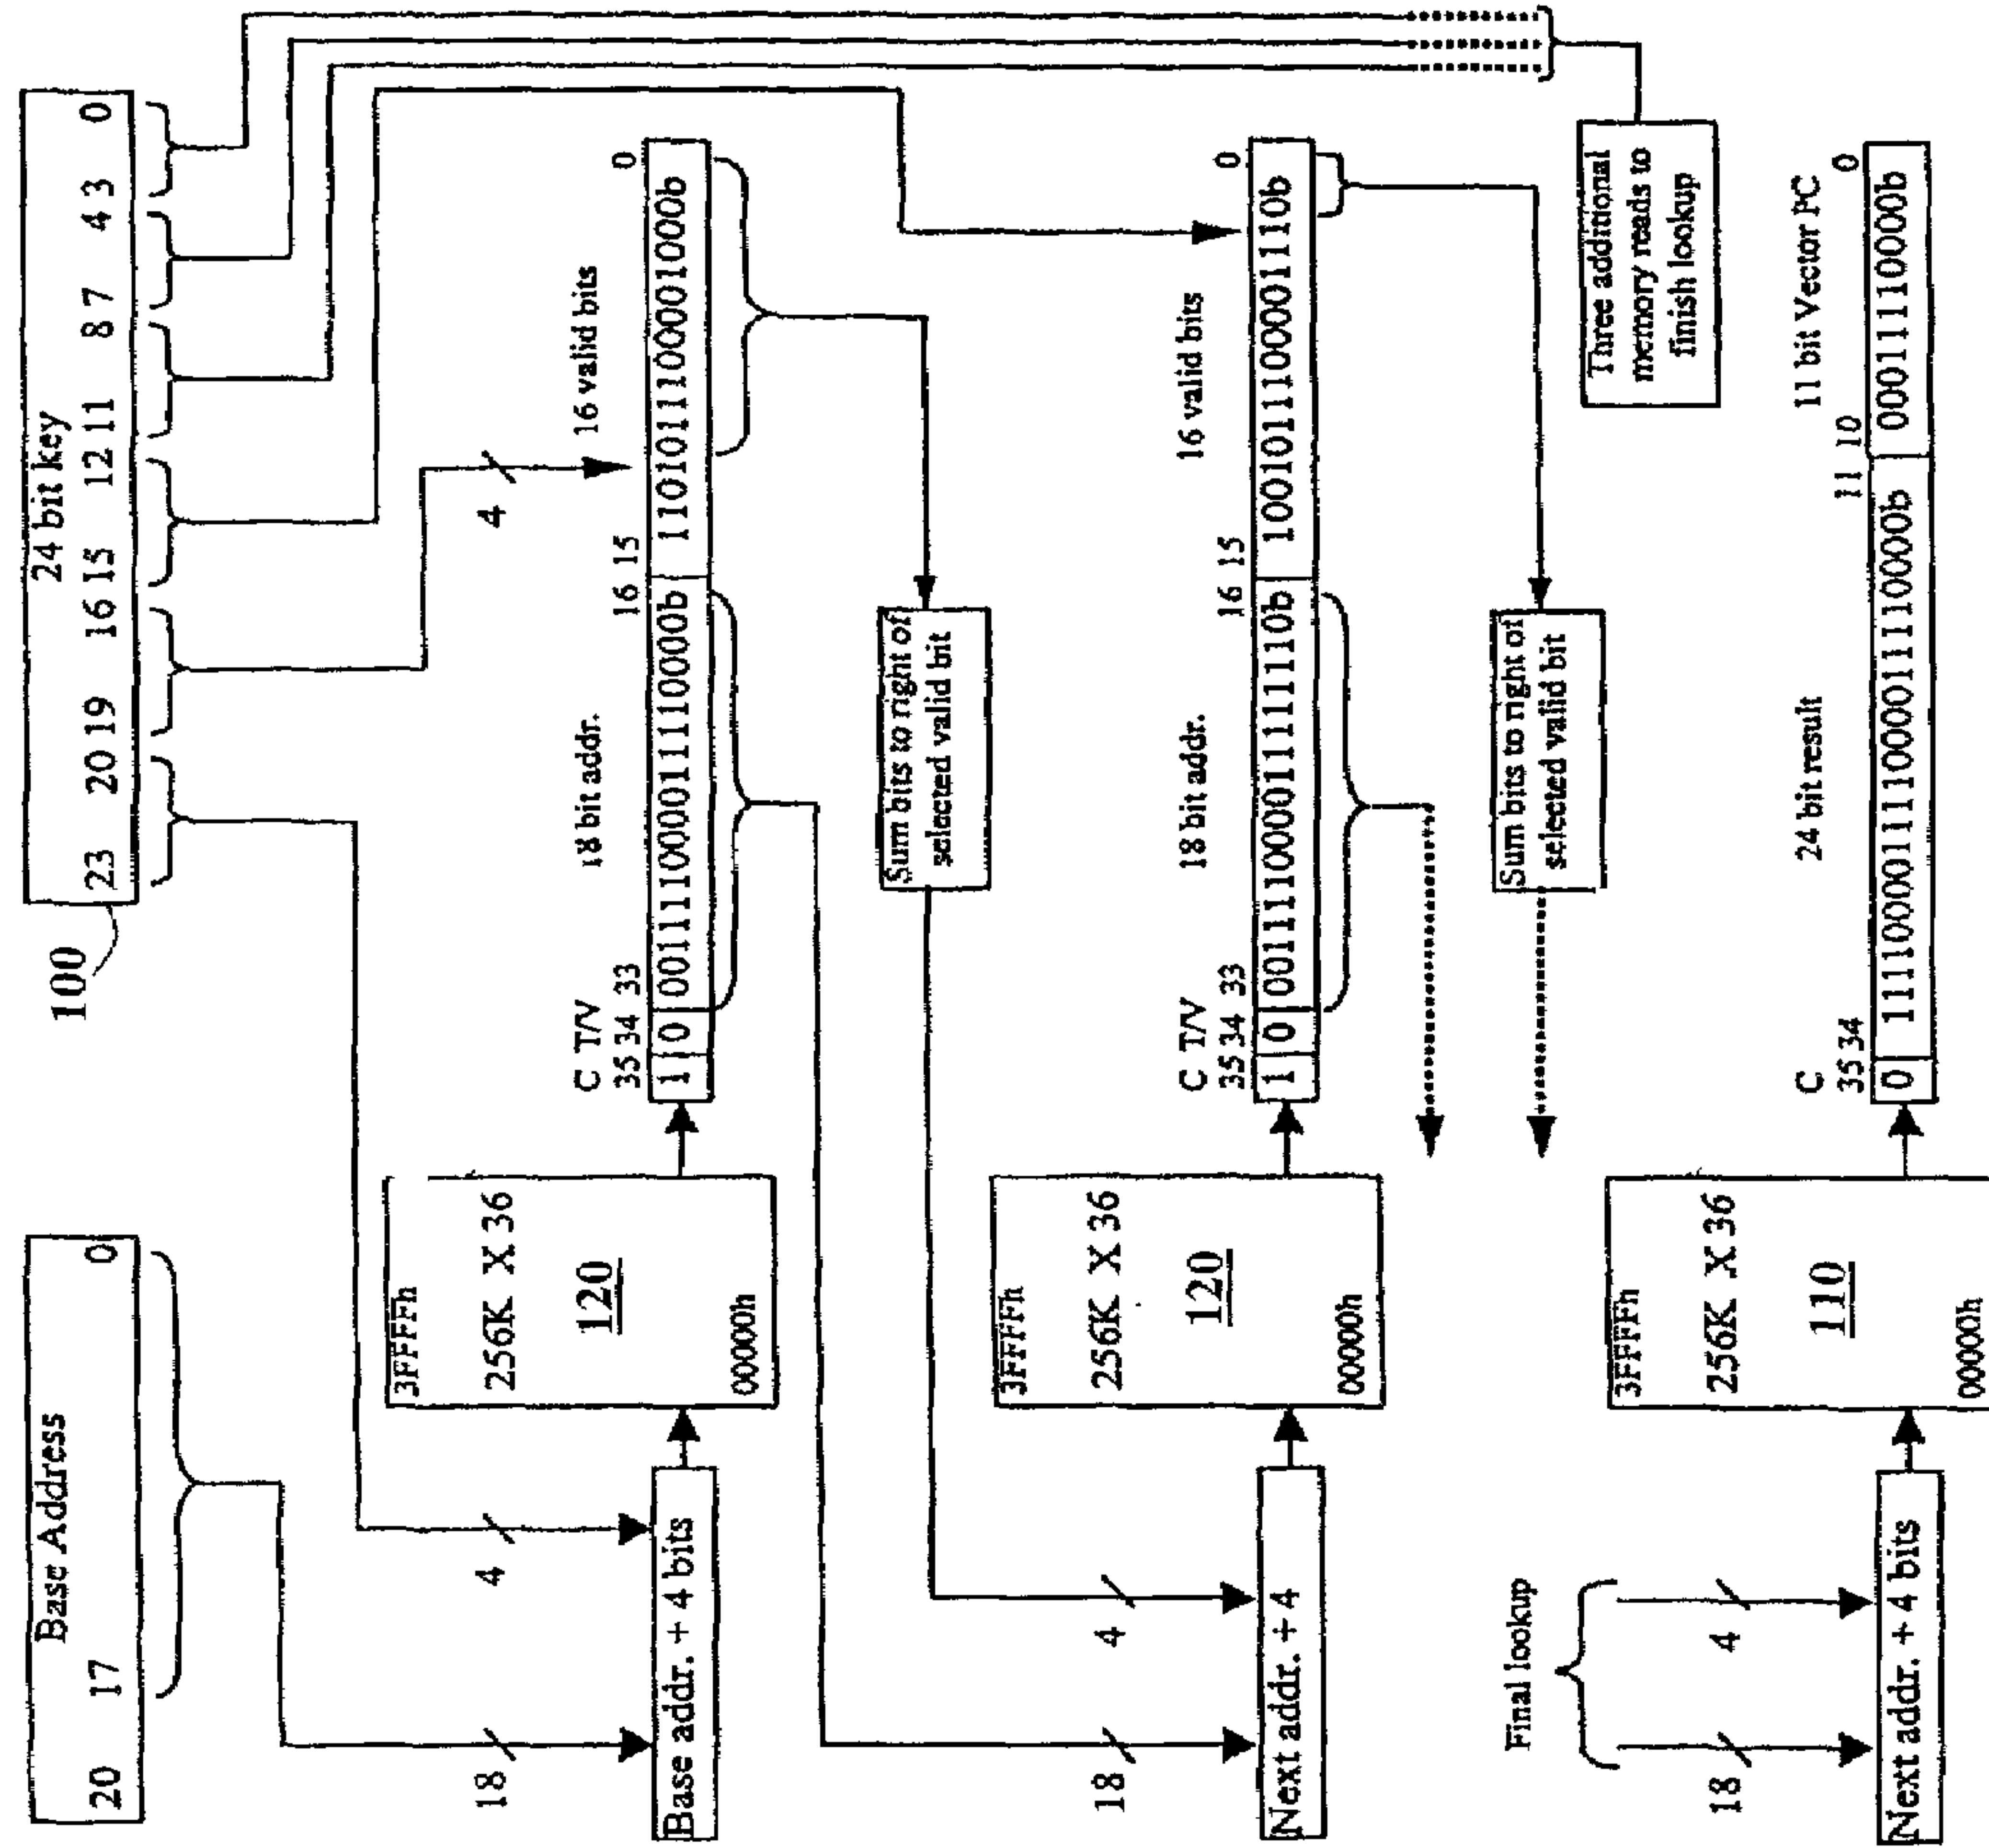 Base Address
20 17 0
24 bit key
23 20 19 16 15 12 11 8 7 4 3 0
100
18
4
Base addr. + 4 bits
3FFFFh
256K X 36
120
00000h
C T/V 18 bit addr. 16 valid bits
35 34 33 16 15 0
1 0 001111000011110000b 1101011100001000b
4
Sum bits to right of
selected valid bit
18
4
Next addr. + 4
3FFFFh
256K X 36
120
00000h
C T/V 18 bit addr. 16 valid bits
35 34 33 16 15 0
1 0 001111000011111110b 1001011100001110b
Sum bits to right of
selected valid bit
Three additional
memory reads to
finish lookup
Final lookup
18
4
Next addr. + 4 bits
3FFFFh
256K X 36
110
00000h
C 24 bit result 11 bit Vector PC
35 34 11 10 0
0 111100001111000011110000b 00011110000b